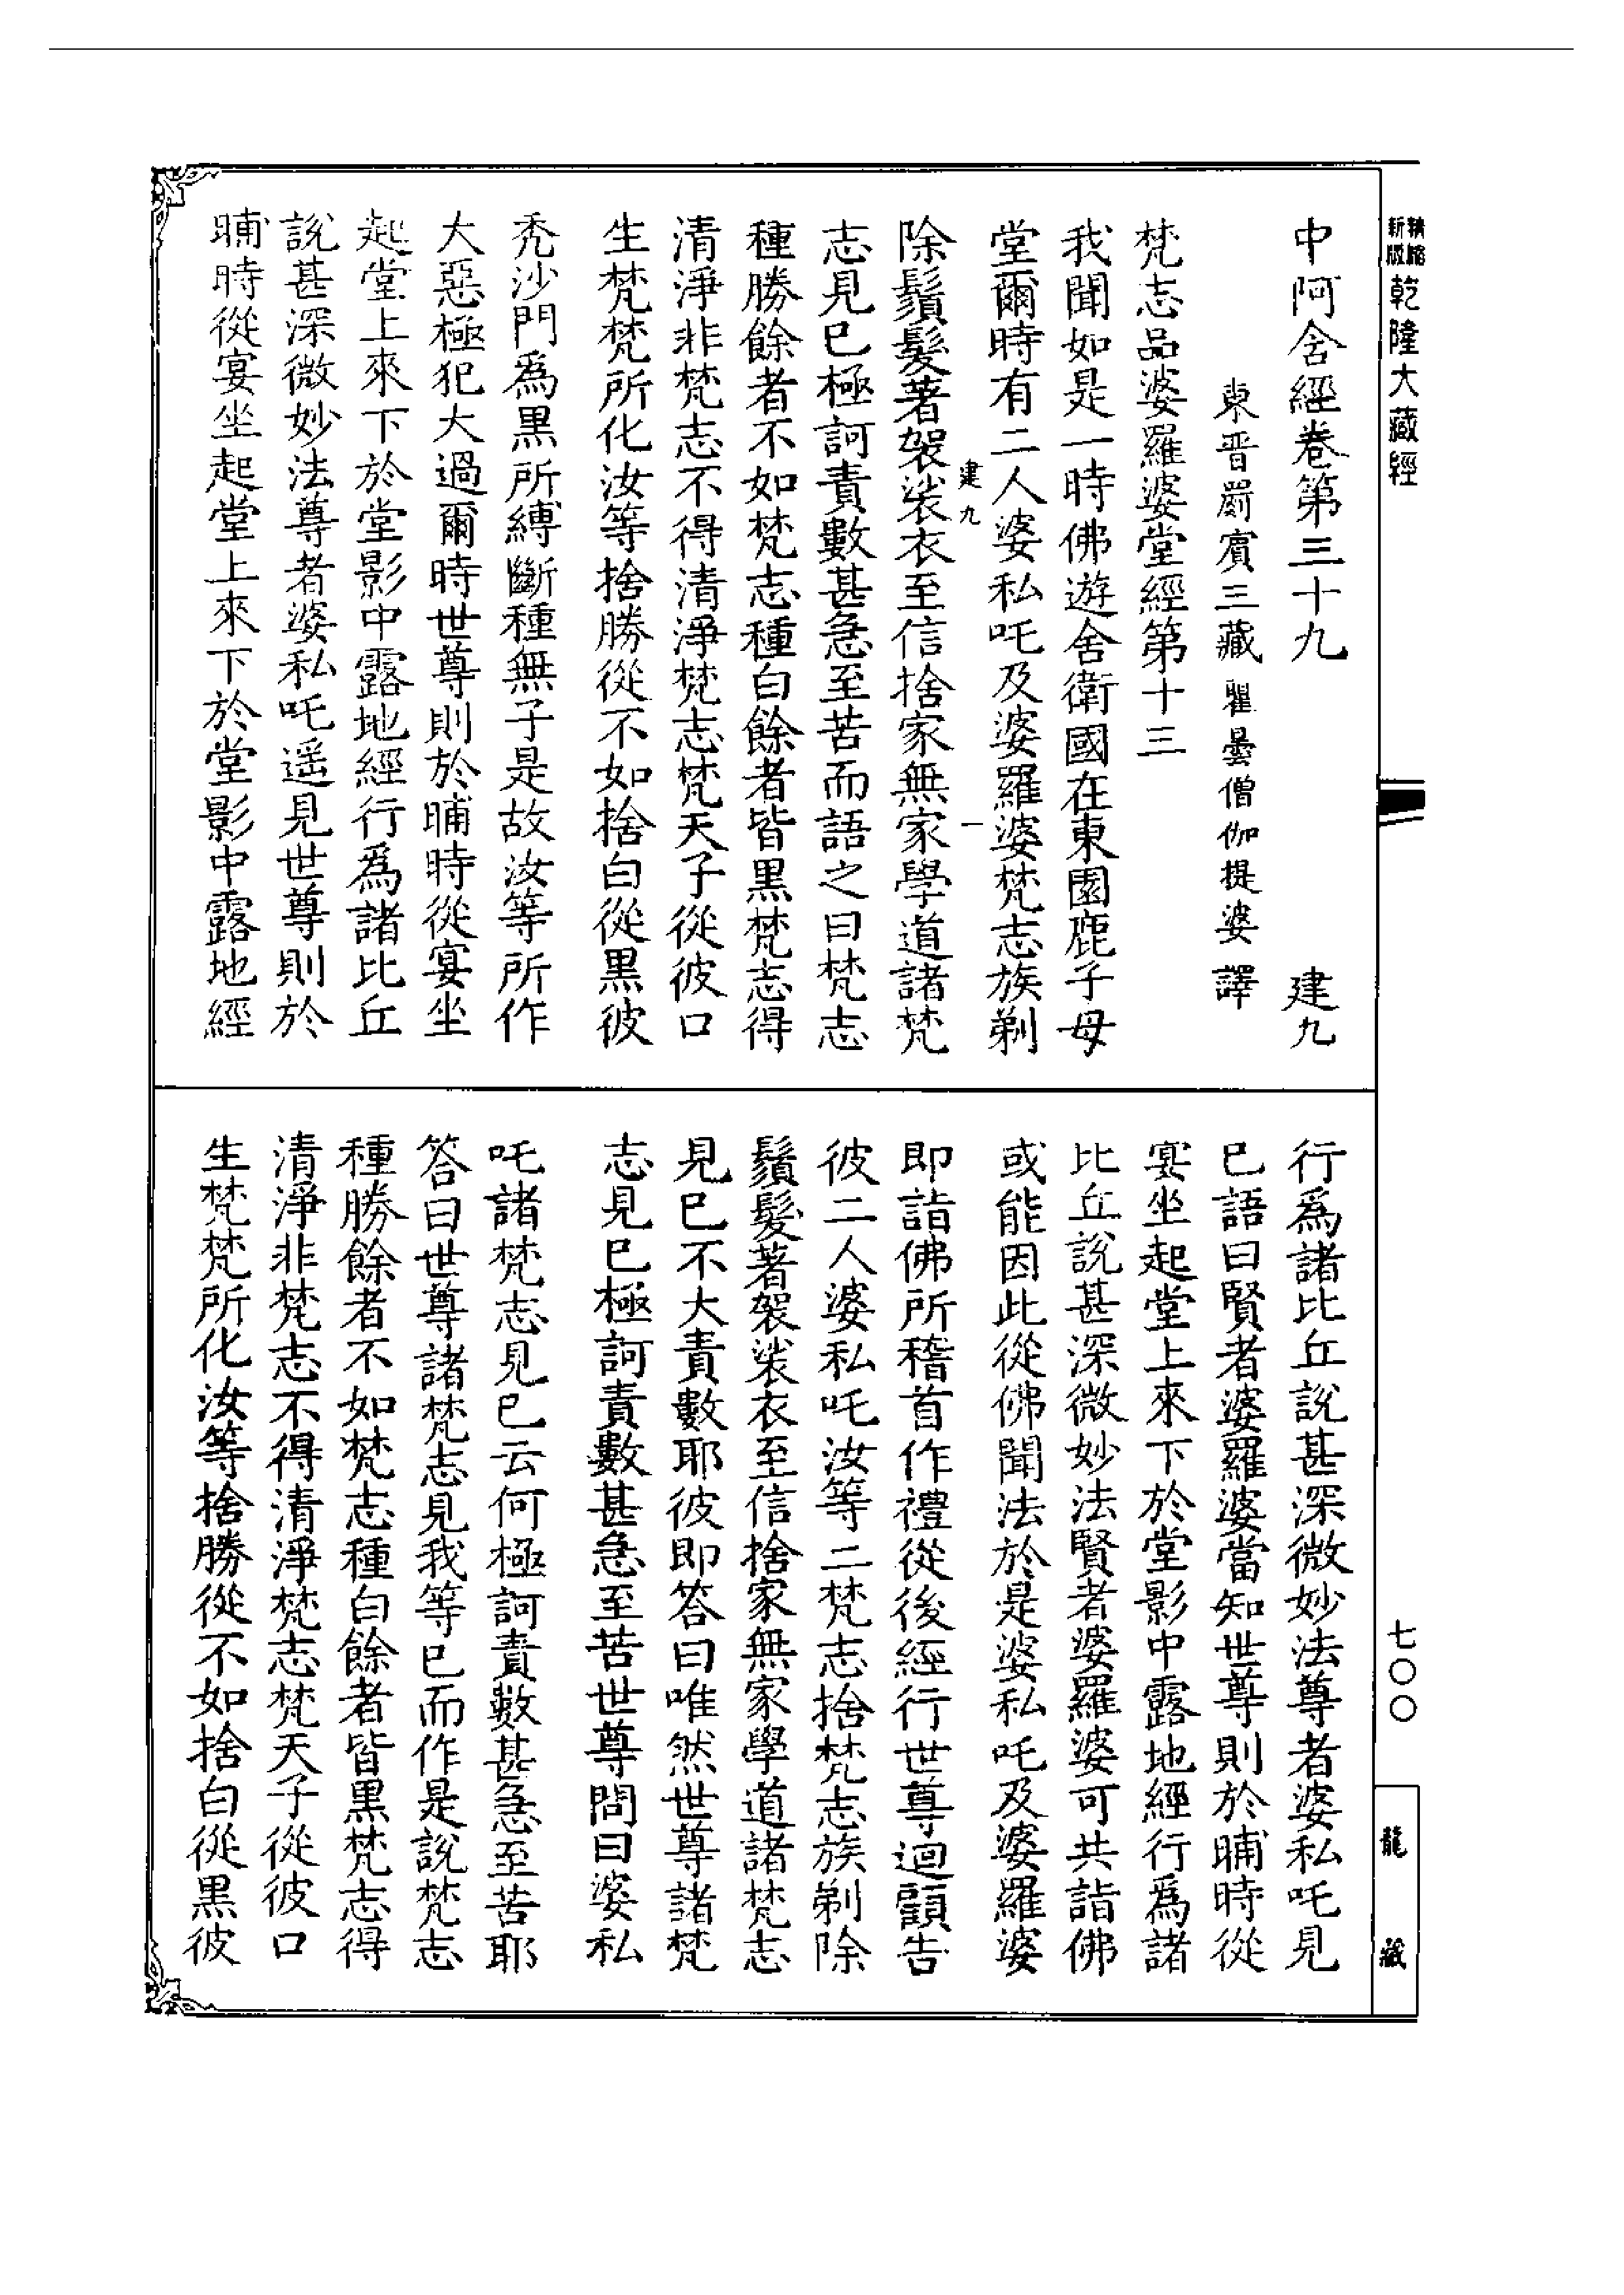 新版精縮乾隆大藏經
中阿含經卷第三十九 建九
東晉罽賓三藏瞿曇僧伽提婆譯
梵志品婆羅婆堂經第十三
我聞如是一時佛遊舍衛國在東園鹿子母
堂爾時有二人婆私吒及婆羅婆梵志族剃
建九 一
除鬚髮著袈裟衣至信捨家無家學道諸梵
志見已極訶責數甚急至苦而語之曰梵志
種勝餘者不如梵志種白餘者皆黑梵志得
清淨非梵志不得清淨梵志梵天子從彼口
生梵梵所化汝等捨勝從不如捨白從黑彼
禿沙門爲黑所縛斷種無子是故汝等所作
大惡極犯大過爾時世尊則於晡時從宴坐
起堂上來下於堂影中露地經行爲諸比丘
說甚深微妙法尊者婆私吒遥見世尊則於
晡時從宴坐起堂上來下於堂影中露地經
行爲諸比丘說甚深微妙法尊者婆私吒見
已語曰賢者婆羅婆當知世尊則於晡時從
宴坐起堂上來下於堂影中露地經行爲諸
比丘說甚深微妙法賢者婆羅婆可共詣佛
或能因此從佛聞法於是婆私吒及婆羅婆
即詣佛所稽首作禮從後經行世尊迴顧告
彼二人婆私吒汝等二梵志捨梵志族剃除
鬚髮著袈裟衣至信捨家無家學道諸梵志
見已不大責數耶彼即答曰唯然世尊諸梵
志見已極訶責數甚急至苦世尊問曰婆私
吒諸梵志見已云何極訶責數甚急至苦耶
答曰世尊諸梵志見我等已而作是說梵志
種勝餘者不如梵志種白餘者皆黑梵志得
清淨非梵志不得清淨梵志梵天子從彼口
生梵梵所化汝等捨勝從不如捨白從黑彼
七〇〇
龍藏